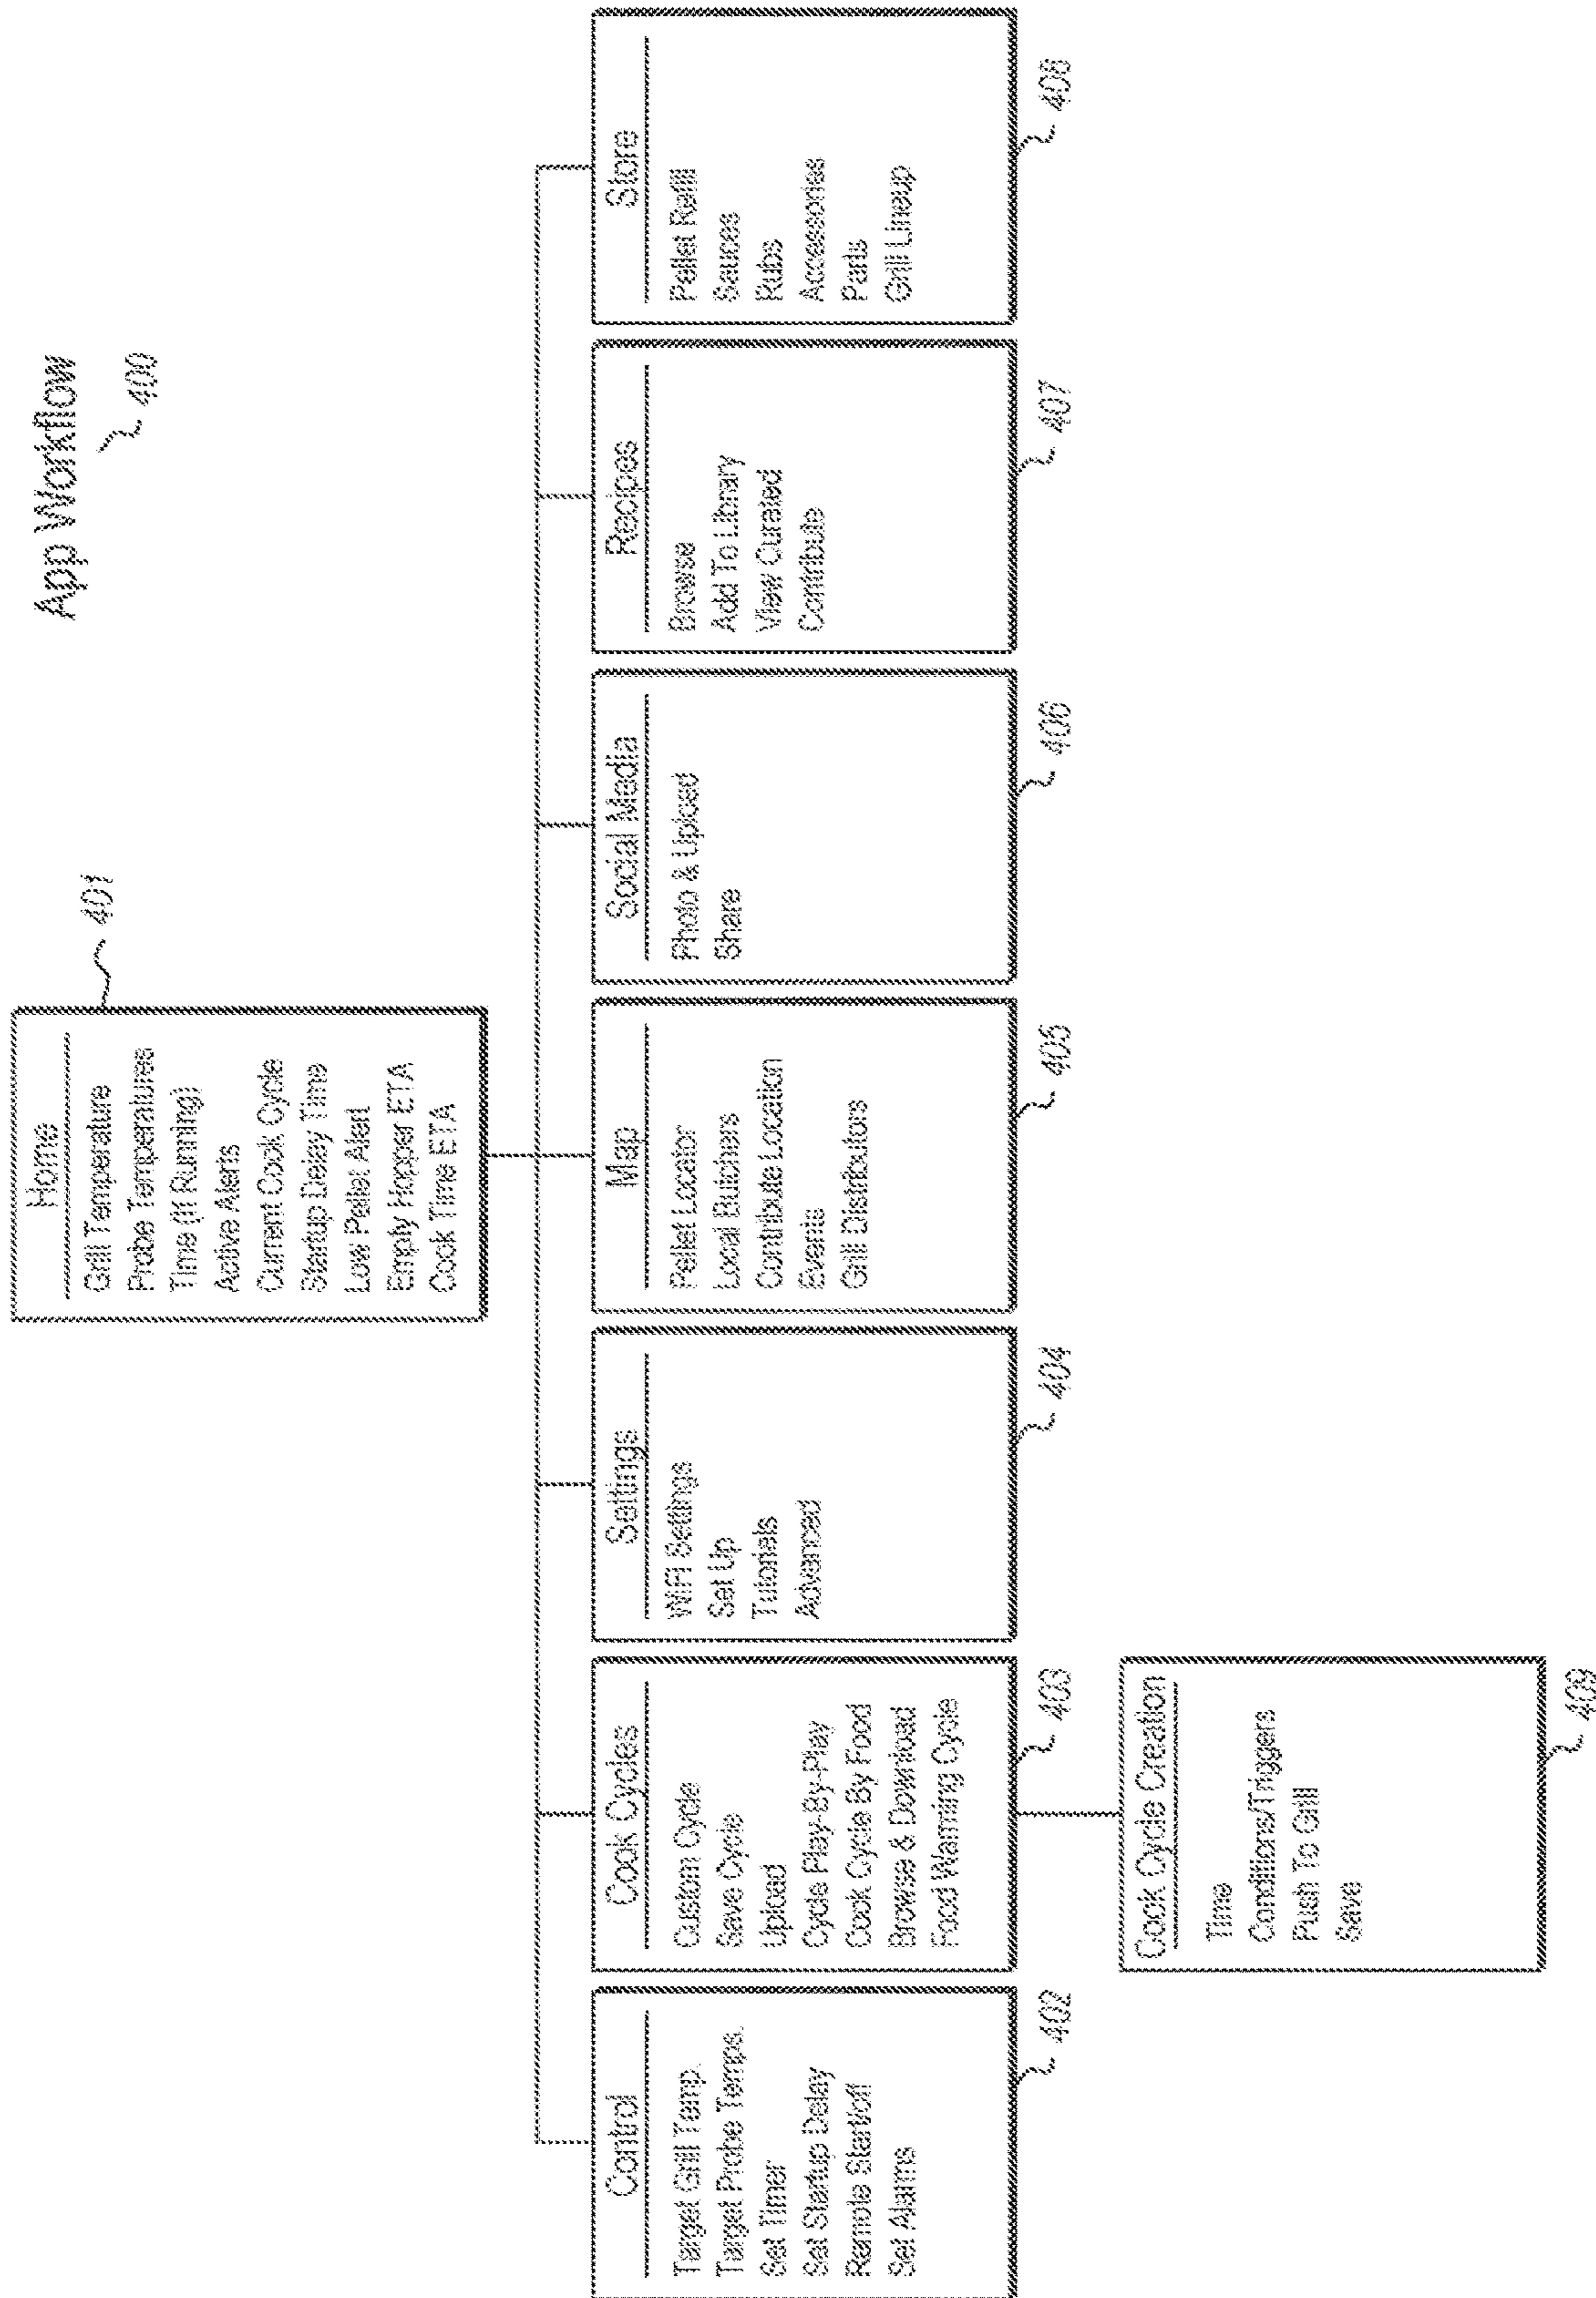 App Workflow
400
Home
Grill Temperature
Probe Temperatures
Time (If Running)
Active Alerts
Current Cook Cycle
Startup Delay Time
Low Pellet Alert
Empty Hopper ETA
Cook Time ETA
401
Control
Target Grill Temp.
Target Probe Temps.
Set Timer
Set Startup Delay
Remote Start/off
Set Alarms
402
Cook Cycles
Custom Cycle
Save Cycle
Upload
Cycle Play-By-Play
Cook Cycle By Food
Browse & Download
Food Warming Cycle
403
Settings
WiFi Settings
Set Up
Tutorials
Advanced
404
Map
Pellet Locator
Local Butchers
Contribute Location
Events
Grill Distributors
405
Social Media
Photo & Upload
Share
406
Recipes
Browse
Add To Library
View Curated
Contribute
407
Store
Pellet Refill
Sauces
Rubs
Accessories
Parts
Grill Lineup
408
Cook Cycle Creation
Time
Conditions/Triggers
Push To Grill
Save
409